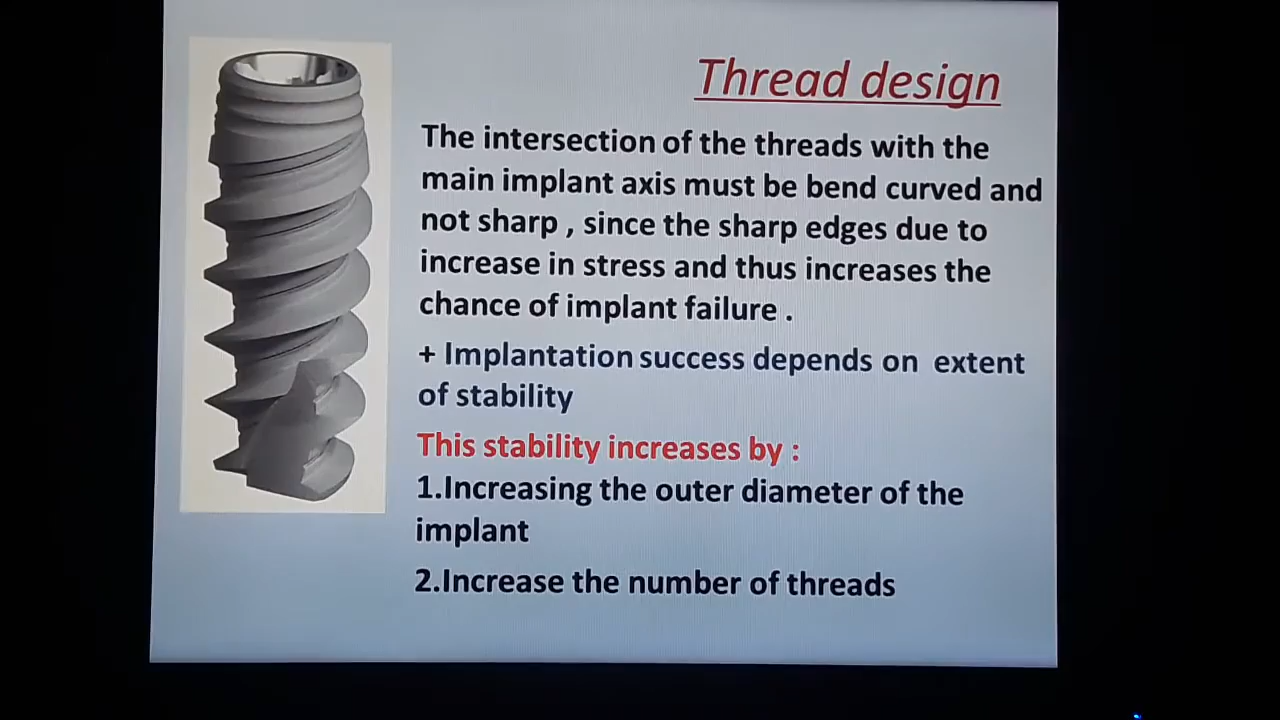 Thread design
The intersection of the threads with the
main implant axis must be bend curved and
not sharp , since the sharp edges due to
increase in stress and thus increases the
chance of implant failure .
+ Implantation success depends on extent
of stability
This stability increases by :
1.Increasing the outer diameter of the
implant
2.Increase the number of threads